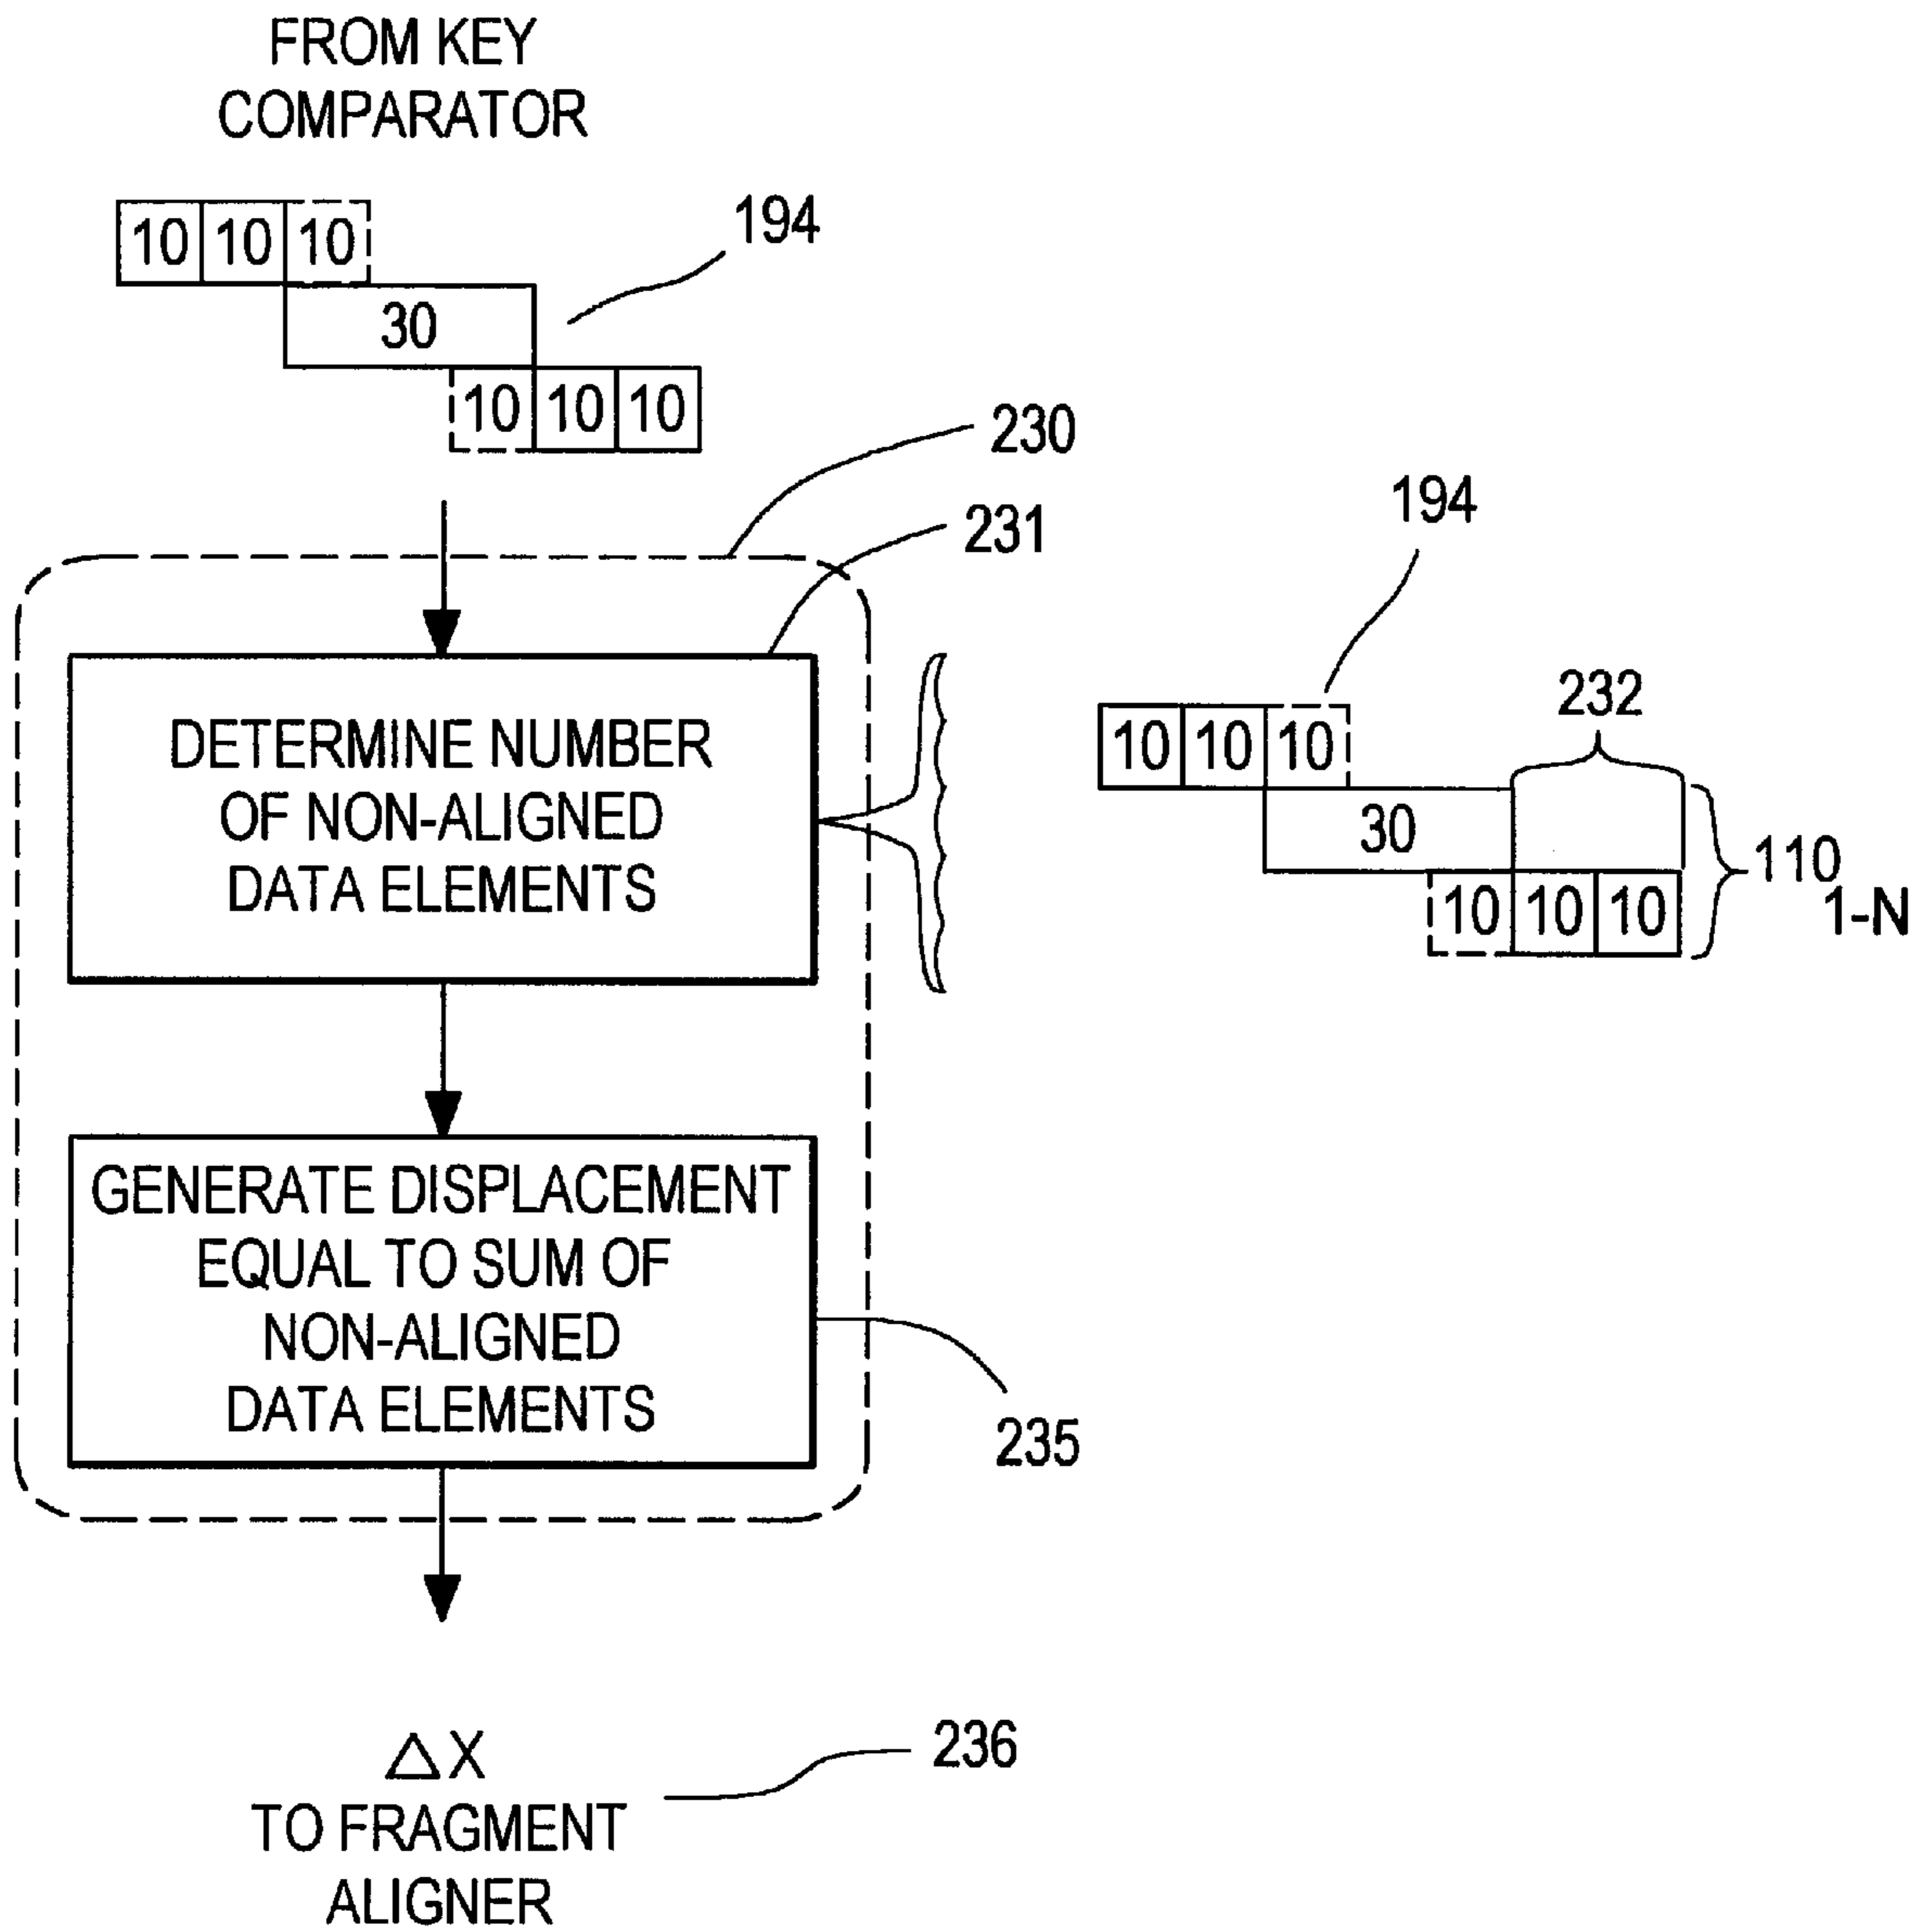 FROM KEY
COMPARATOR
10 10 10
194
30
10 10 10
230
231
194
DETERMINE NUMBER
OF NON-ALIGNED
DATA ELEMENTS
232
10 10 10
30
110
1-N
10 10 10
GENERATE DISPLACEMENT
EQUAL TO SUM OF
NON-ALIGNED
DATA ELEMENTS
235
ΔX
TO FRAGMENT
ALIGNER
236